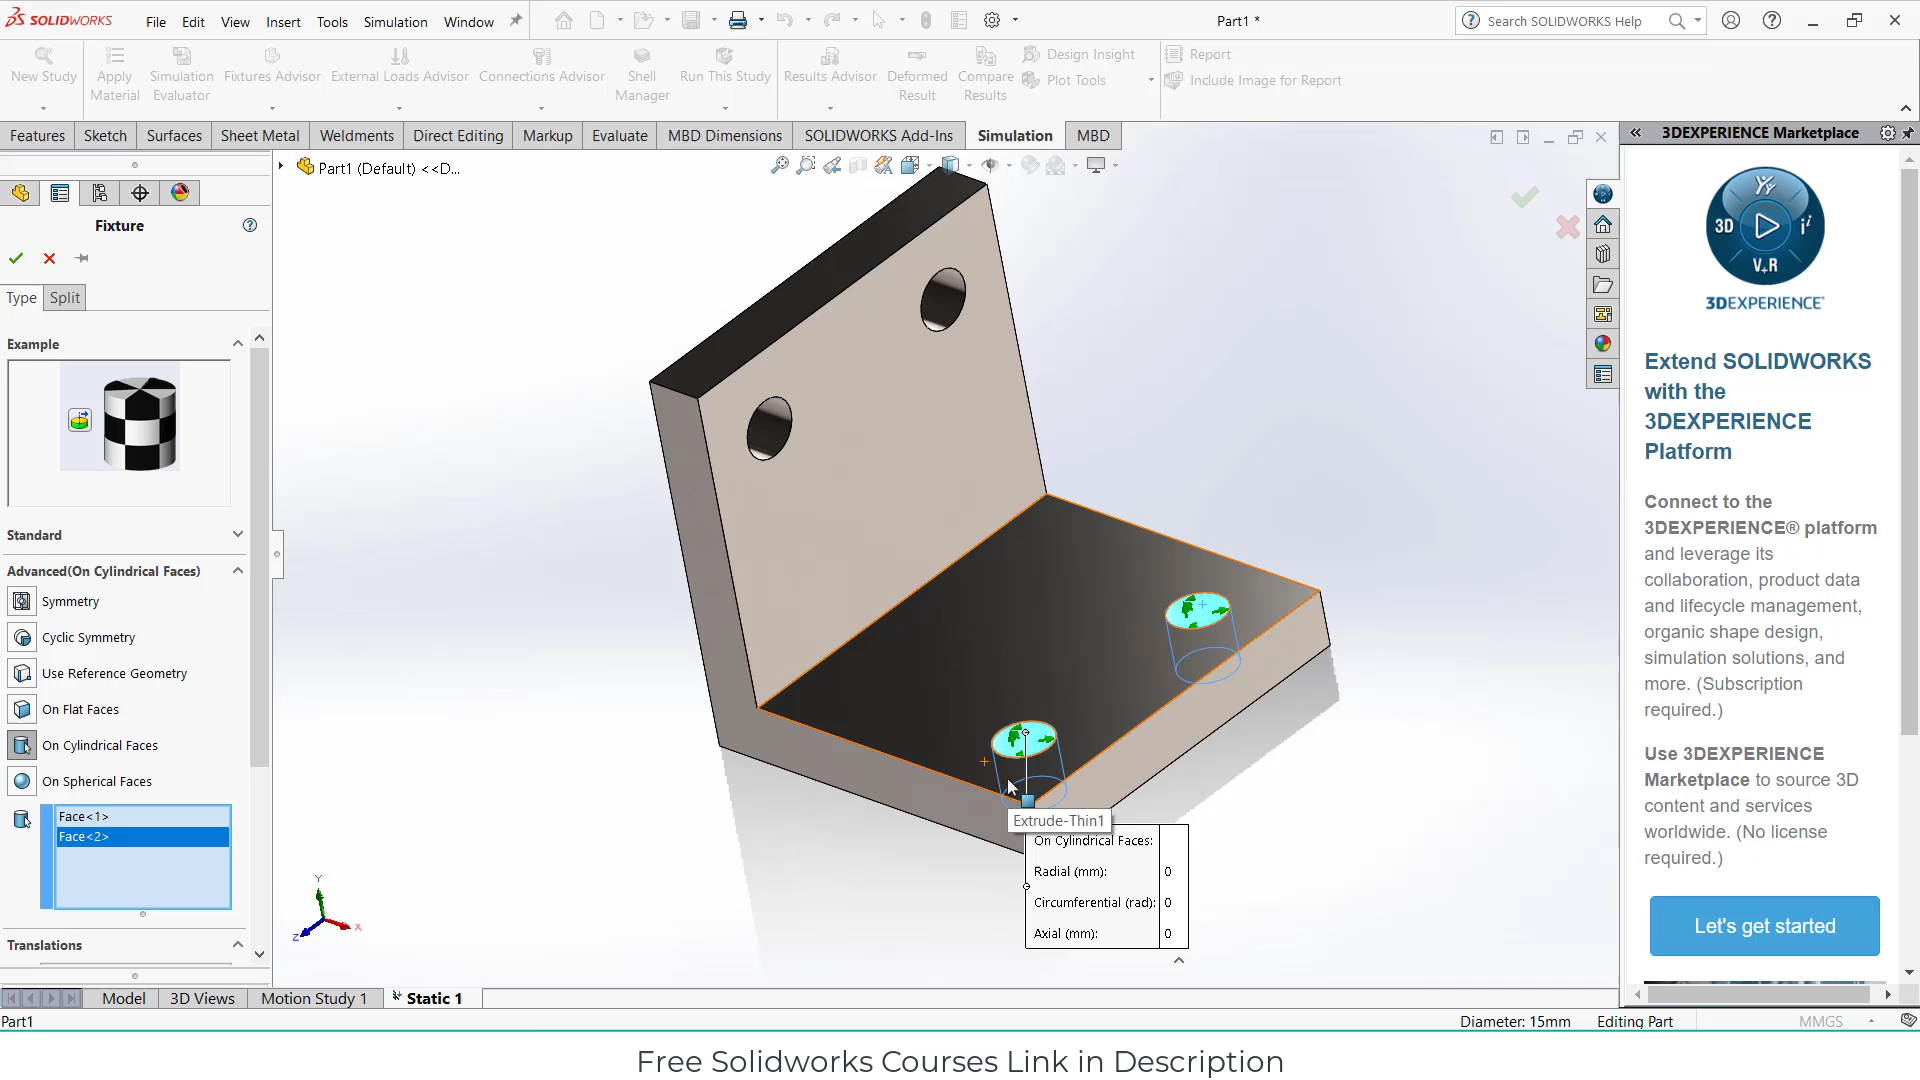 SOLIDWORKS
File Edit View Insert Tools Simulation Window
Part1 *
Search SOLIDWORKS Help
New Study
Apply Material
Simulation Evaluator
Fixtures Advisor
External Loads Advisor
Connections Advisor
Shell Manager
Run This Study
Results Advisor
Deformed Result
Compare Results
Design Insight
Plot Tools
Report
Include Image for Report
Features Sketch Surfaces Sheet Metal Weldments Direct Editing Markup Evaluate MBD Dimensions SOLIDWORKS Add-Ins Simulation MBD
3DEXPERIENCE Marketplace
Part1 (Default) <<D...
Fixture
Type Split
Example
Standard
Advanced(On Cylindrical Faces)
Symmetry
Cyclic Symmetry
Use Reference Geometry
On Flat Faces
On Cylindrical Faces
On Spherical Faces
Face<1>
Face<2>
Translations
Extrude-Thin1
On Cylindrical Faces:
Radial (mm): 0
Circumferential (rad): 0
Axial (mm): 0
Y
X
Z
3D
i
V+R
3DEXPERIENCE
Extend SOLIDWORKS
with the
3DEXPERIENCE
Platform
Connect to the
3DEXPERIENCE® platform
and leverage its
collaboration, product data
and lifecycle management,
organic shape design,
simulation solutions, and
more. (Subscription
required.)
Use 3DEXPERIENCE
Marketplace to source 3D
content and services
worldwide. (No license
required.)
Let's get started
Model 3D Views Motion Study 1 Static 1
Part1
Diameter: 15mm Editing Part MMGS
Free Solidworks Courses Link in Description